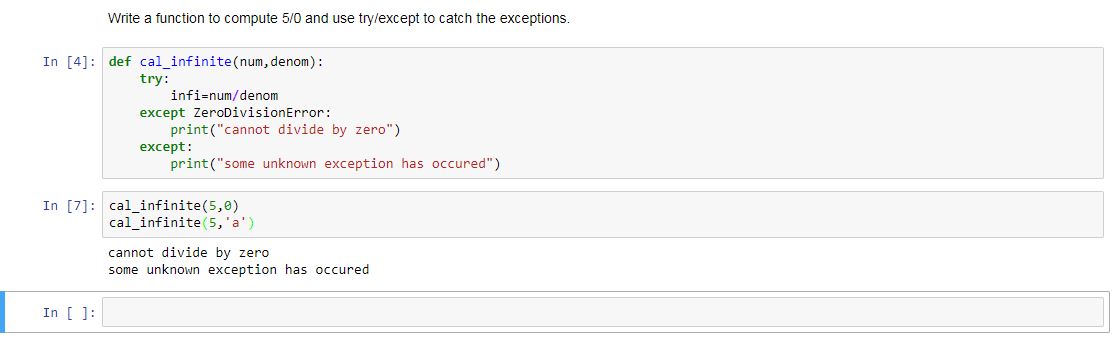 Write a function to compute 5/0 and use try/except to catch the exceptions.
In [4]: def cal_infinite(num,denom):
    try:
        infi=num/denom
    except ZeroDivisionError:
        print("cannot divide by zero")
    except:
        print("some unknown exception has occured")
In [7]: cal_infinite(5,0)
cal_infinite(5,'a')
cannot divide by zero
some unknown exception has occured
In [ ]: